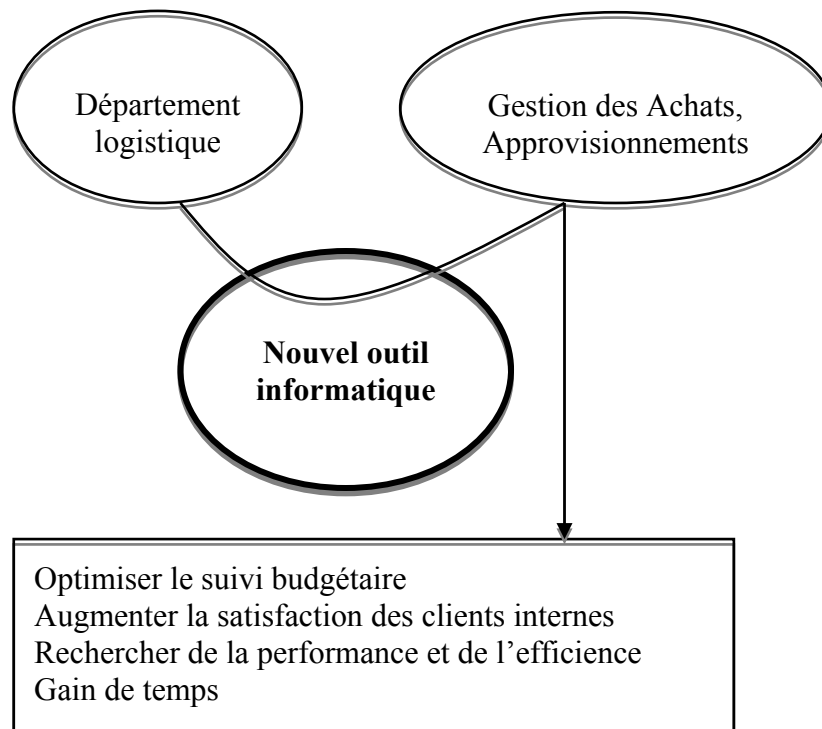 Département
logistique
Gestion des Achats,
Approvisionnements
Nouvel outil
informatique
Optimiser le suivi budgétaire
Augmenter la satisfaction des clients internes
Rechercher de la performance et de l’efficience
Gain de temps